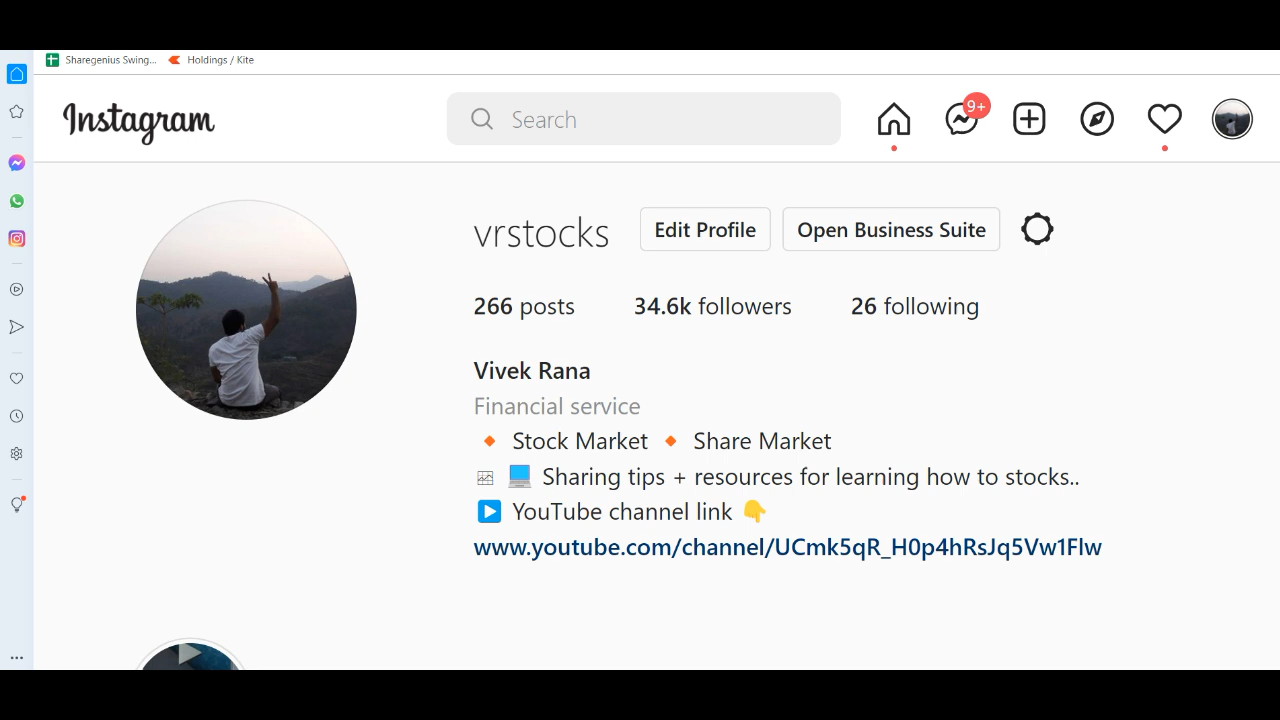 Sharegenius Swing... Holdings / Kite
Instagram Search 9+
vrstocks Edit Profile Open Business Suite
266 posts 34.6k followers 26 following
Vivek Rana
Financial service
🔸 Stock Market 🔸 Share Market
💻 Sharing tips + resources for learning how to stocks..
▶️ YouTube channel link 👇
www.youtube.com/channel/UCmk5qR_H0p4hRsJq5Vw1Flw